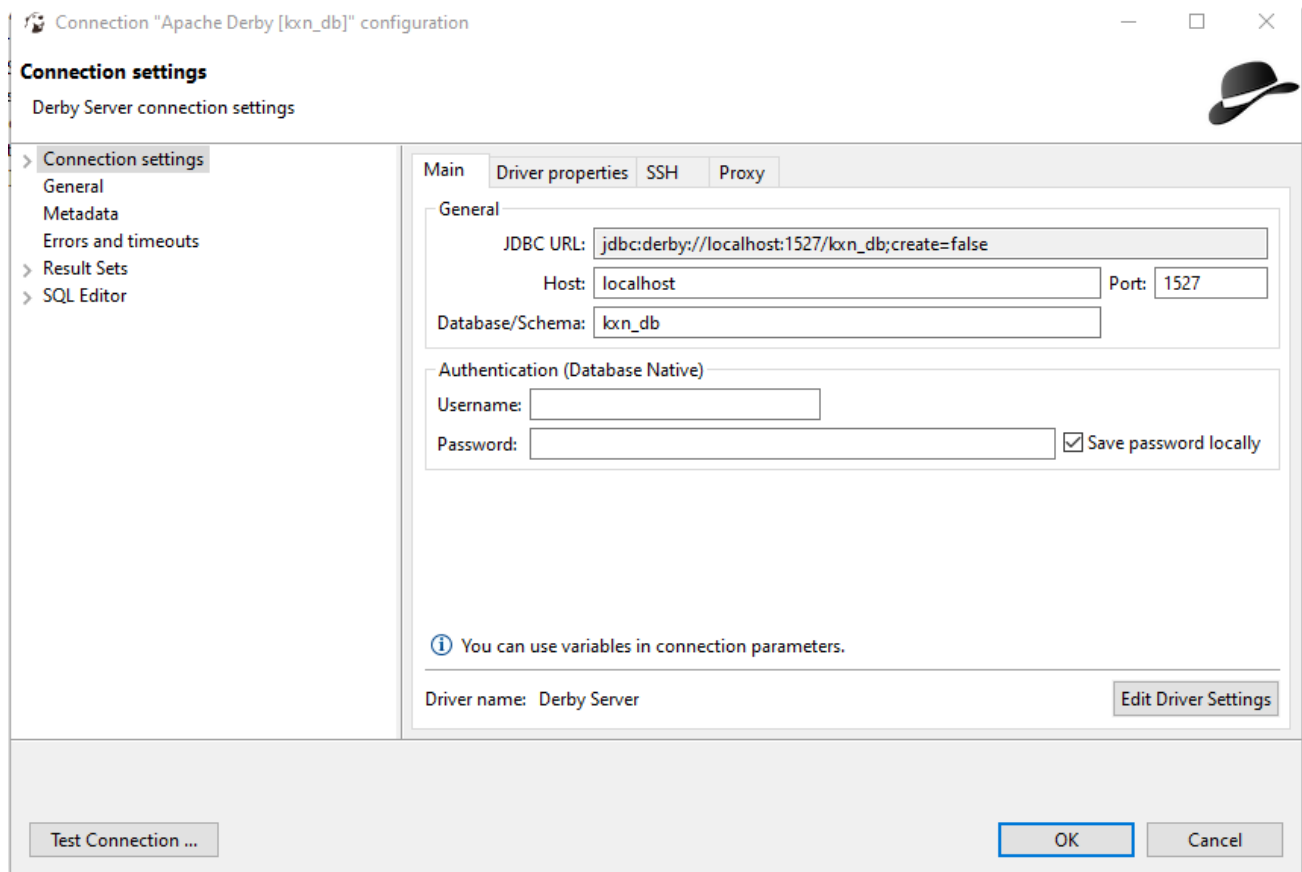 Connection "Apache Derby [kxn_db]" configuration
Connection settings
Derby Server connection settings
Connection settings
General
Metadata
Errors and timeouts
Result Sets
SQL Editor
Main Driver properties SSH Proxy
General
JDBC URL: jdbc:derby://localhost:1527/kxn_db;create=false
Host: localhost Port: 1527
Database/Schema: kxn_db
Authentication (Database Native)
Username:
Password: Save password locally
You can use variables in connection parameters.
Driver name: Derby Server Edit Driver Settings
Test Connection ... OK Cancel